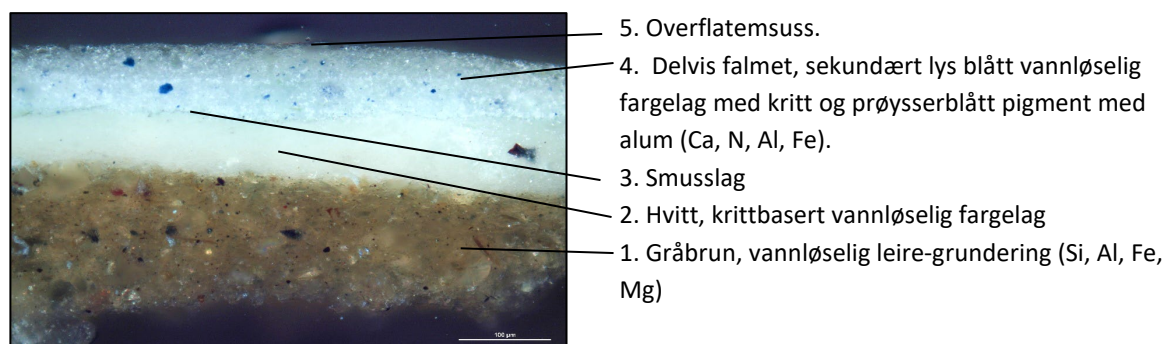 5. Overflatemsuss.
4. Delvis falmet, sekundært lys blått vannløselig
fargelag med kritt og prøysserblått pigment med
alum (Ca, N, Al, Fe).
3. Smusslag
2. Hvitt, krittbasert vannløselig fargelag
1. Gråbrun, vannløselig leire-grundering (Si, Al, Fe,
Mg)
100 µm